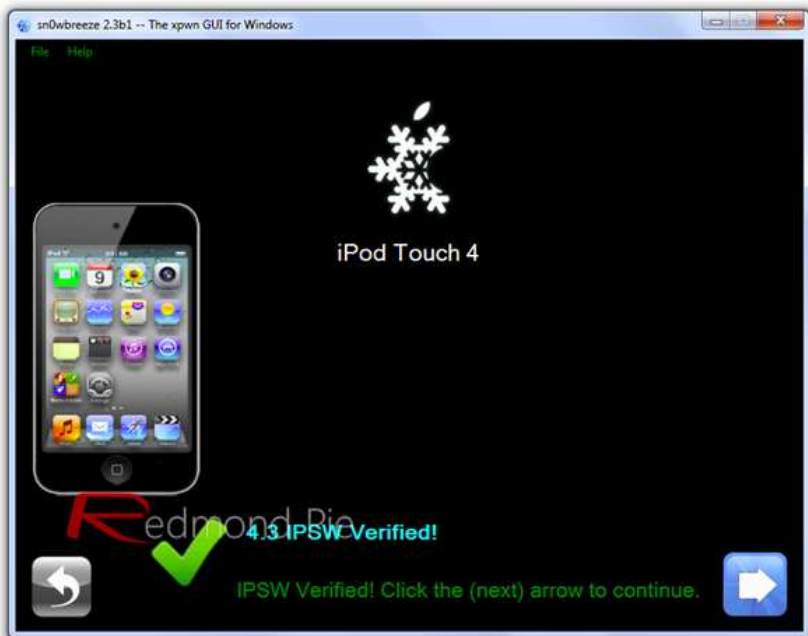 sn0wbreeze 2.3b1 -- The xpwn GUI for Windows
File Help
iPod Touch 4
9
Redmond Pie
4.3 IPSW Verified!
IPSW Verified! Click the (next) arrow to continue.